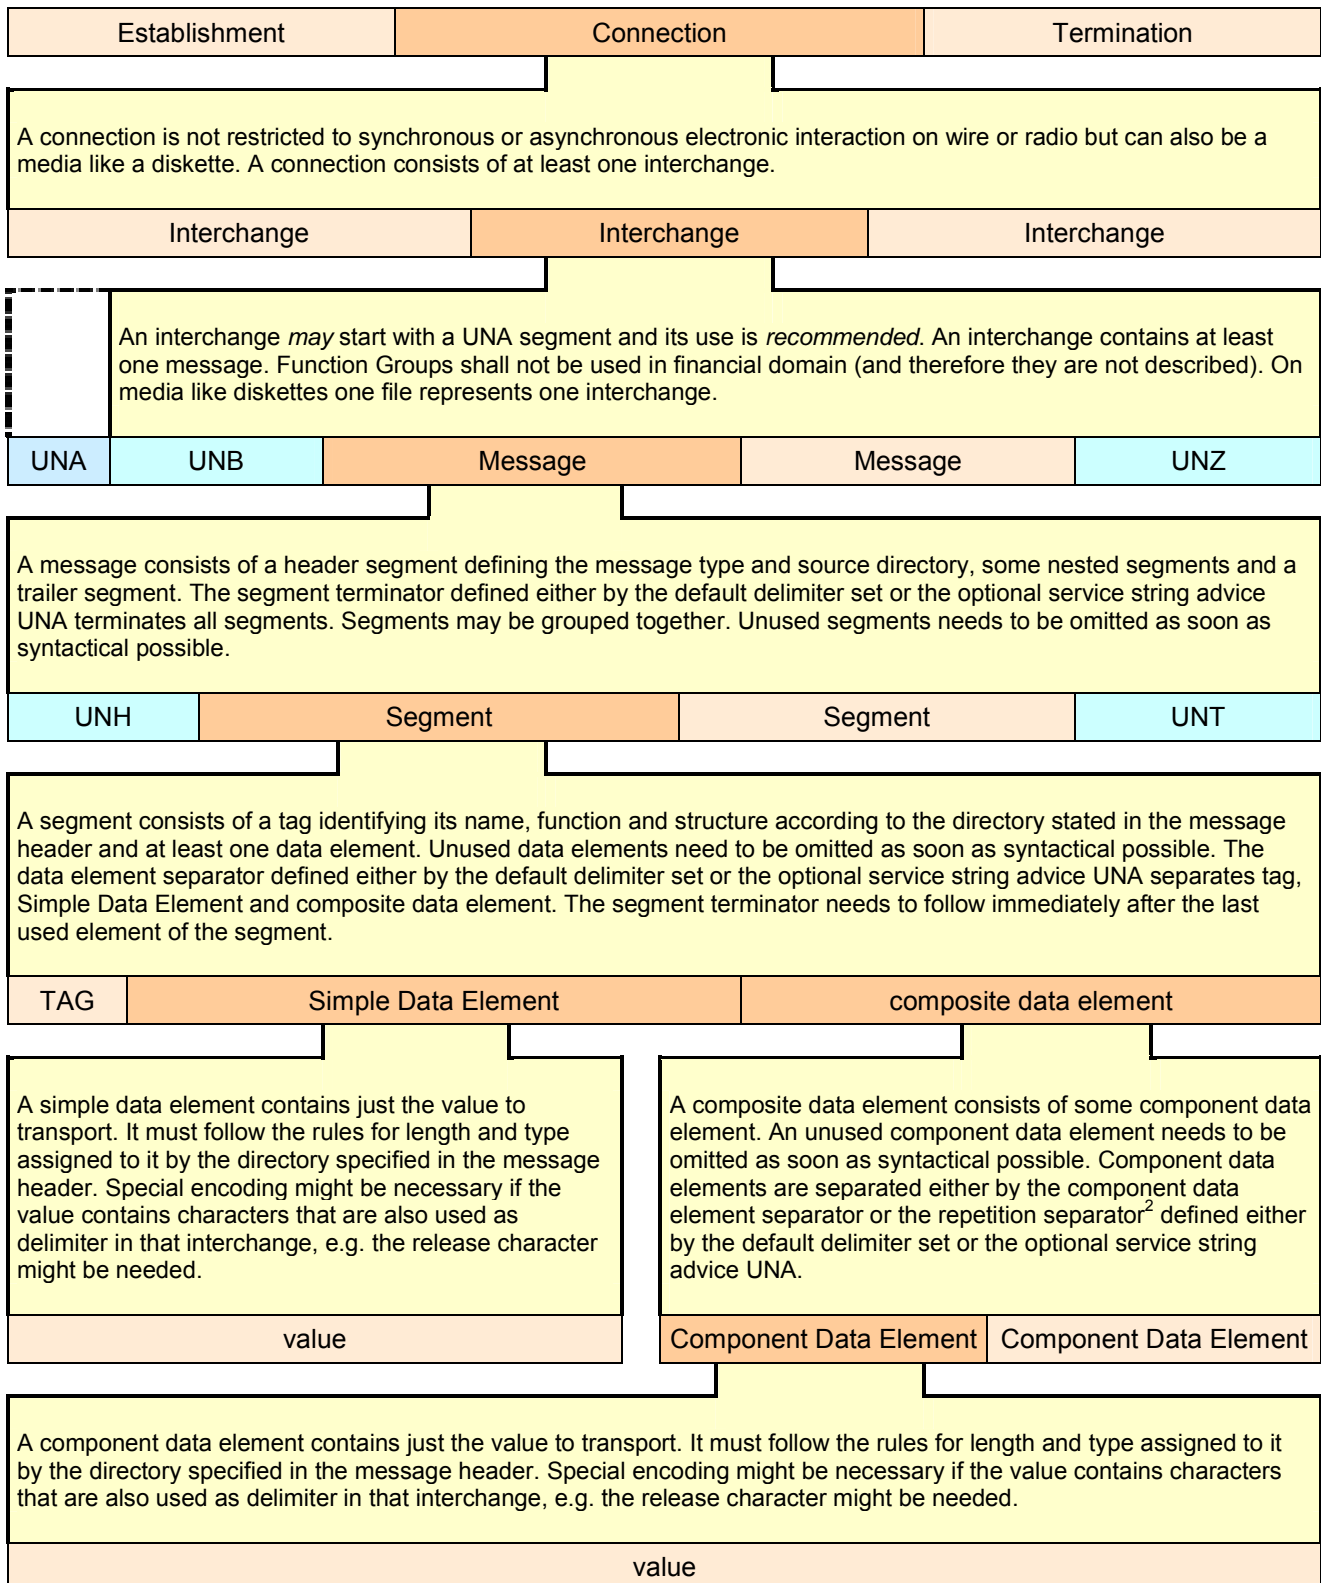 Establishment Connection Termination
A connection is not restricted to synchronous or asynchronous electronic interaction on wire or radio but can also be a
media like a diskette. A connection consists of at least one interchange.
Interchange Interchange Interchange
An interchange may start with a UNA segment and its use is recommended. An interchange contains at least
one message. Function Groups shall not be used in financial domain (and therefore they are not described). On
media like diskettes one file represents one interchange.
UNA UNB Message Message UNZ
A message consists of a header segment defining the message type and source directory, some nested segments and a
trailer segment. The segment terminator defined either by the default delimiter set or the optional service string advice
UNA terminates all segments. Segments may be grouped together. Unused segments needs to be omitted as soon as
syntactical possible.
UNH Segment Segment UNT
A segment consists of a tag identifying its name, function and structure according to the directory stated in the message
header and at least one data element. Unused data elements need to be omitted as soon as syntactical possible. The
data element separator defined either by the default delimiter set or the optional service string advice UNA separates tag,
Simple Data Element and composite data element. The segment terminator needs to follow immediately after the last
used element of the segment.
TAG Simple Data Element composite data element
A simple data element contains just the value to
transport. It must follow the rules for length and type
assigned to it by the directory specified in the message
header. Special encoding might be necessary if the
value contains characters that are also used as
delimiter in that interchange, e.g. the release character
might be needed.
value
A composite data element consists of some component data
element. An unused component data element needs to be
omitted as soon as syntactical possible. Component data
elements are separated either by the component data
element separator or the repetition separator² defined either
by the default delimiter set or the optional service string
advice UNA.
Component Data Element Component Data Element
A component data element contains just the value to transport. It must follow the rules for length and type assigned to it
by the directory specified in the message header. Special encoding might be necessary if the value contains characters
that are also used as delimiter in that interchange, e.g. the release character might be needed.
value